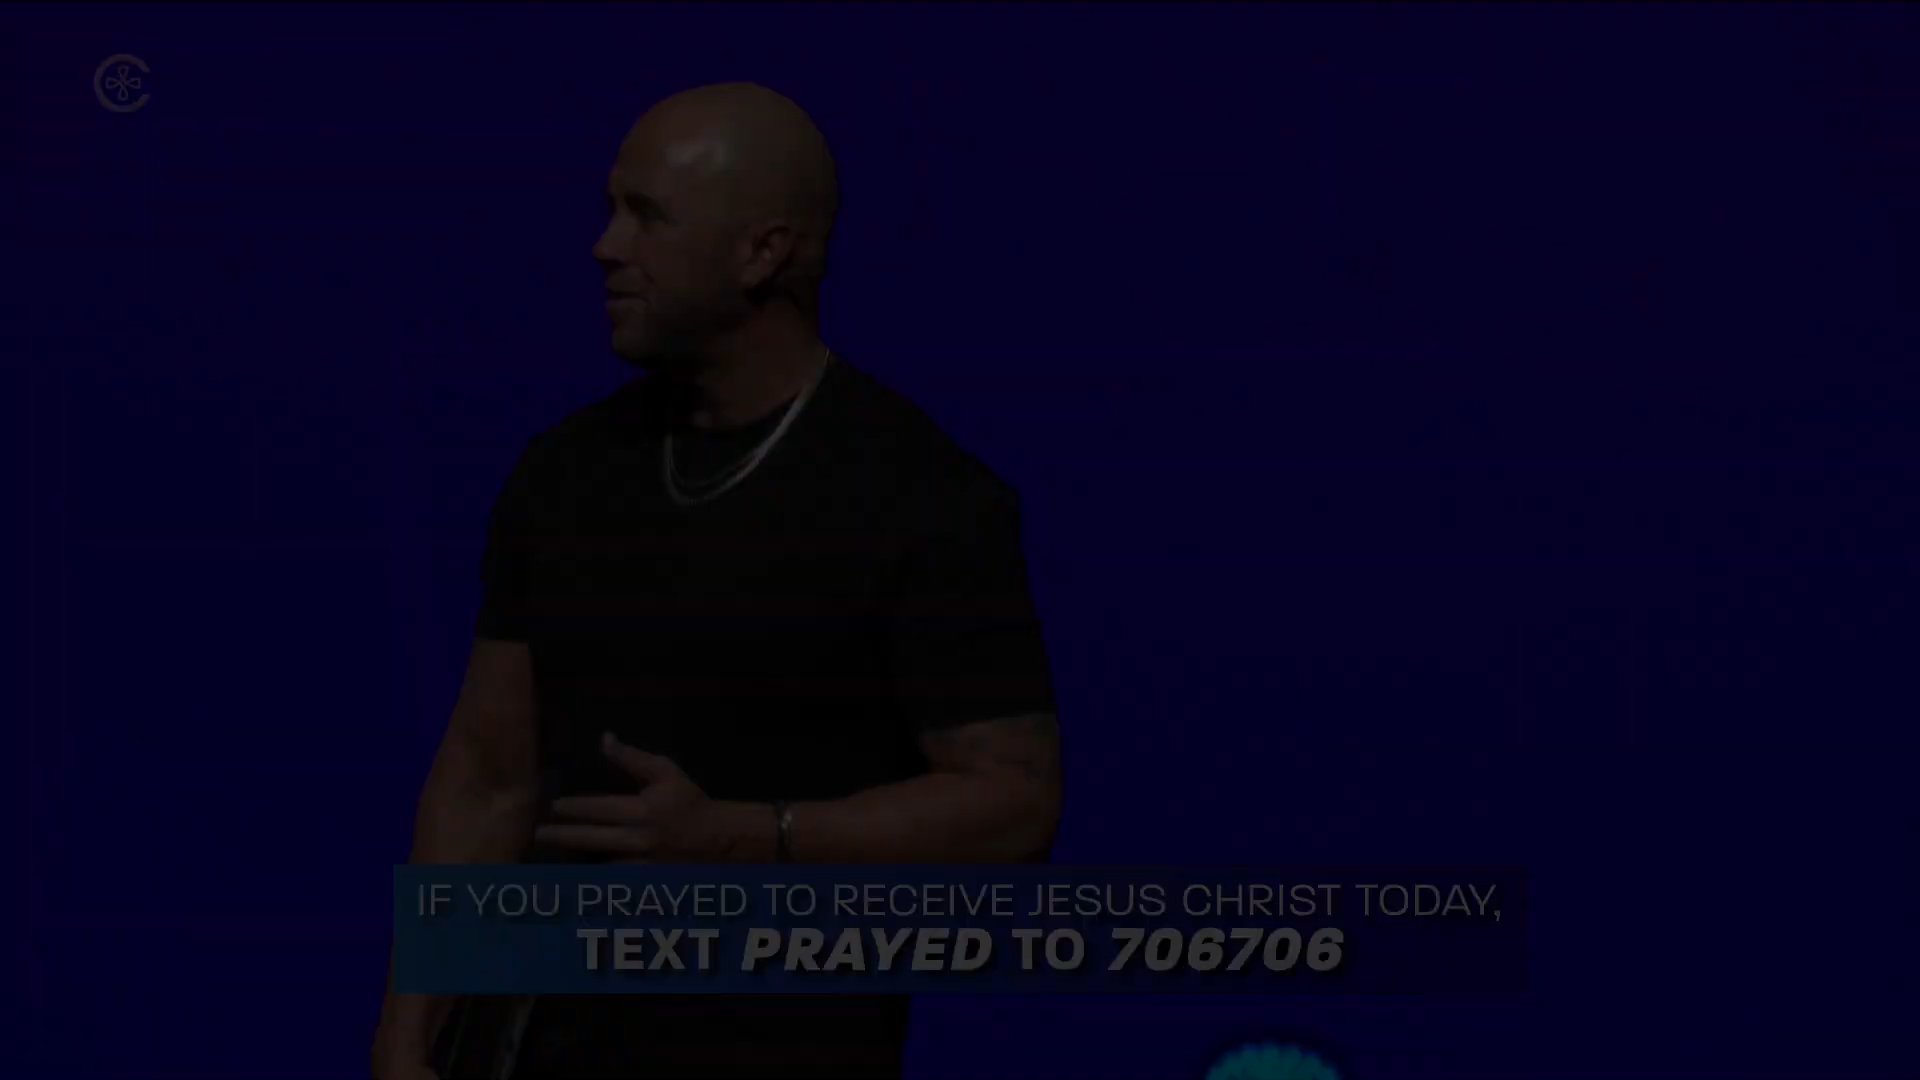 IF YOU PRAYED TO RECEIVE JESUS CHRIST TODAY,
TEXT PRAYED TO 706706